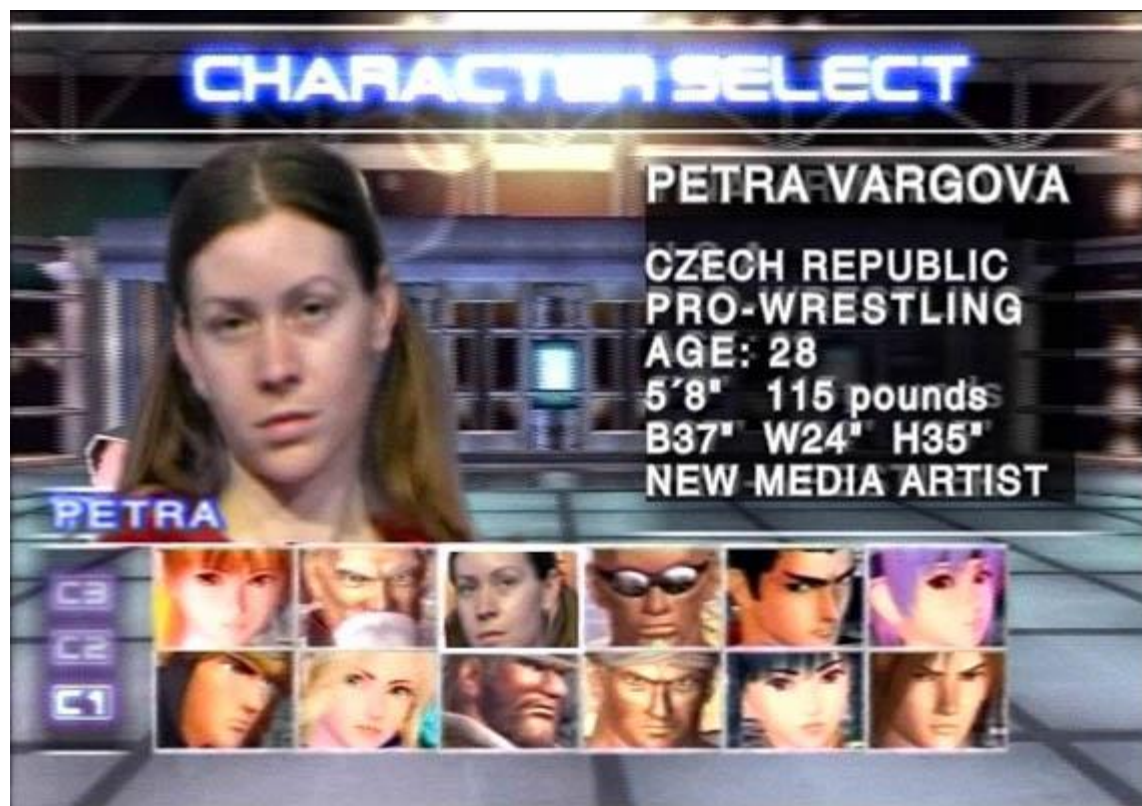 CHARACTER SELECT
PETRA VARGOVA
CZECH REPUBLIC
PRO-WRESTLING
AGE: 28
5´8" 115 pounds
B37" W24" H35"
NEW MEDIA ARTIST
PETRA
C3
C2
C1